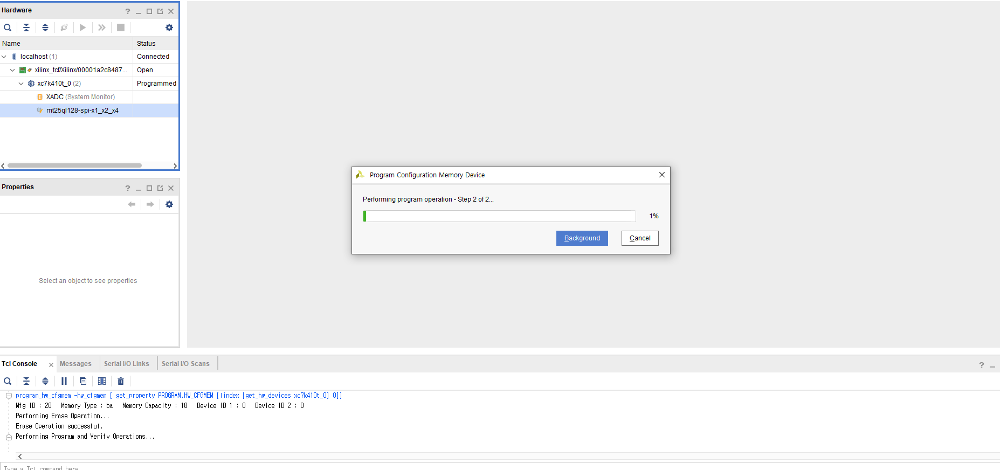 Hardware
Name Status
localhost (1) Connected
xilinx_tcf/Xilinx/00001a2c8487... Open
xc7k410t_0 (2) Programmed
XADC (System Monitor)
mt25ql128-spi-x1_x2_x4
Properties
Select an object to see properties
Program Configuration Memory Device
Performing program operation - Step 2 of 2...
1%
Background Cancel
Tcl Console Messages Serial I/O Links Serial I/O Scans
program_hw_cfgmem -hw_cfgmem [ get_property PROGRAM.HW_CFGMEM [lindex [get_hw_devices xc7k410t_0] 0]]
Mfg ID : 20 Memory Type : ba Memory Capacity : 18 Device ID 1 : 0 Device ID 2 : 0
Performing Erase Operation...
Erase Operation successful.
Performing Program and Verify Operations...
Type a Tcl command here